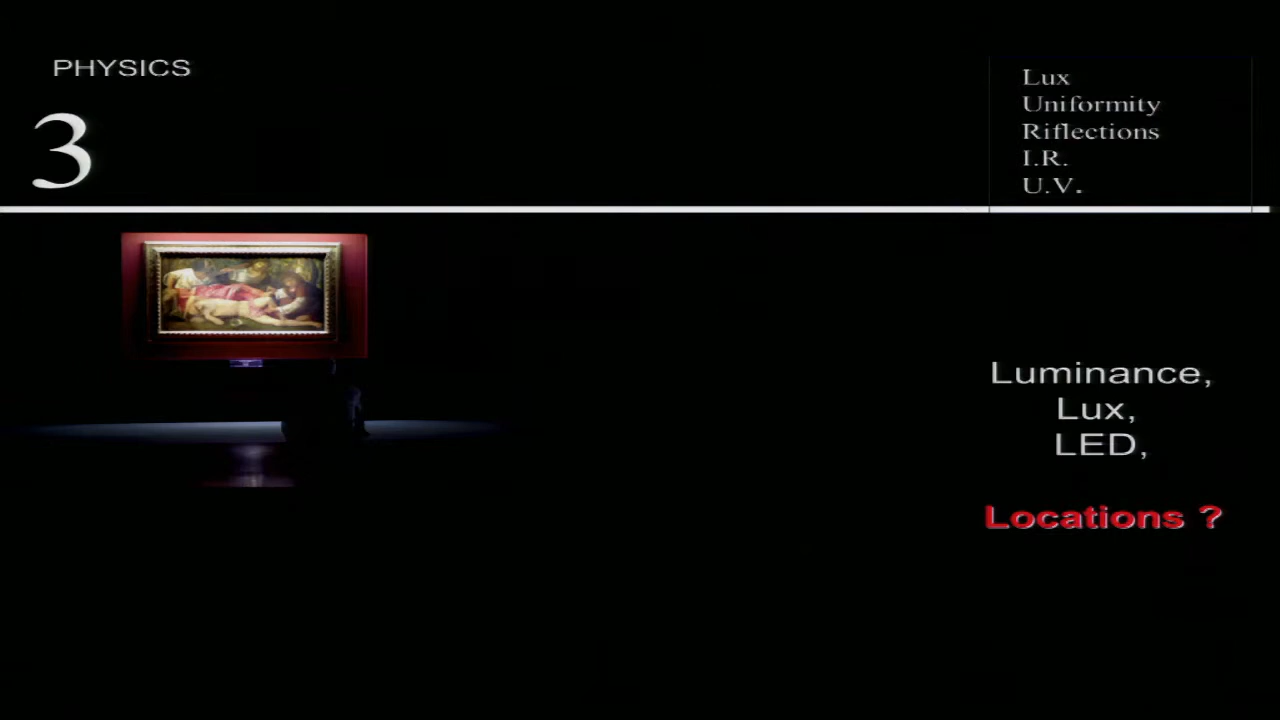 PHYSICS
3
Lux
Uniformity
Riflections
I.R.
U.V.
Luminance,
Lux,
LED,
Locations ?